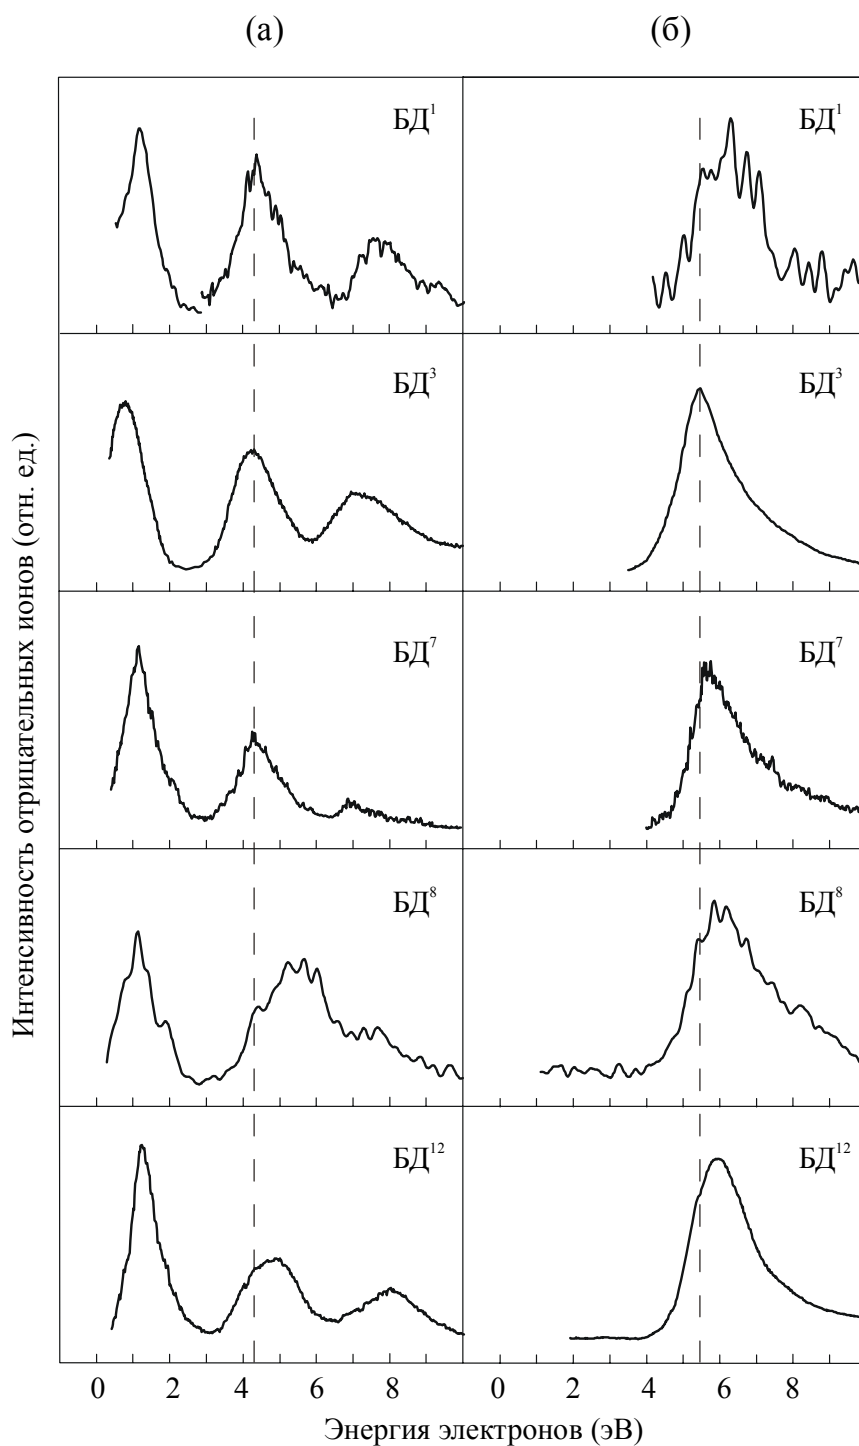 (а) (б)
БД¹ БД¹
БД³ БД³
БД⁷ БД⁷
БД⁸ БД⁸
БД¹² БД¹²
Интенсивность отрицательных ионов (отн. ед.)
0 2 4 6 8 0 2 4 6 8
Энергия электронов (эВ)